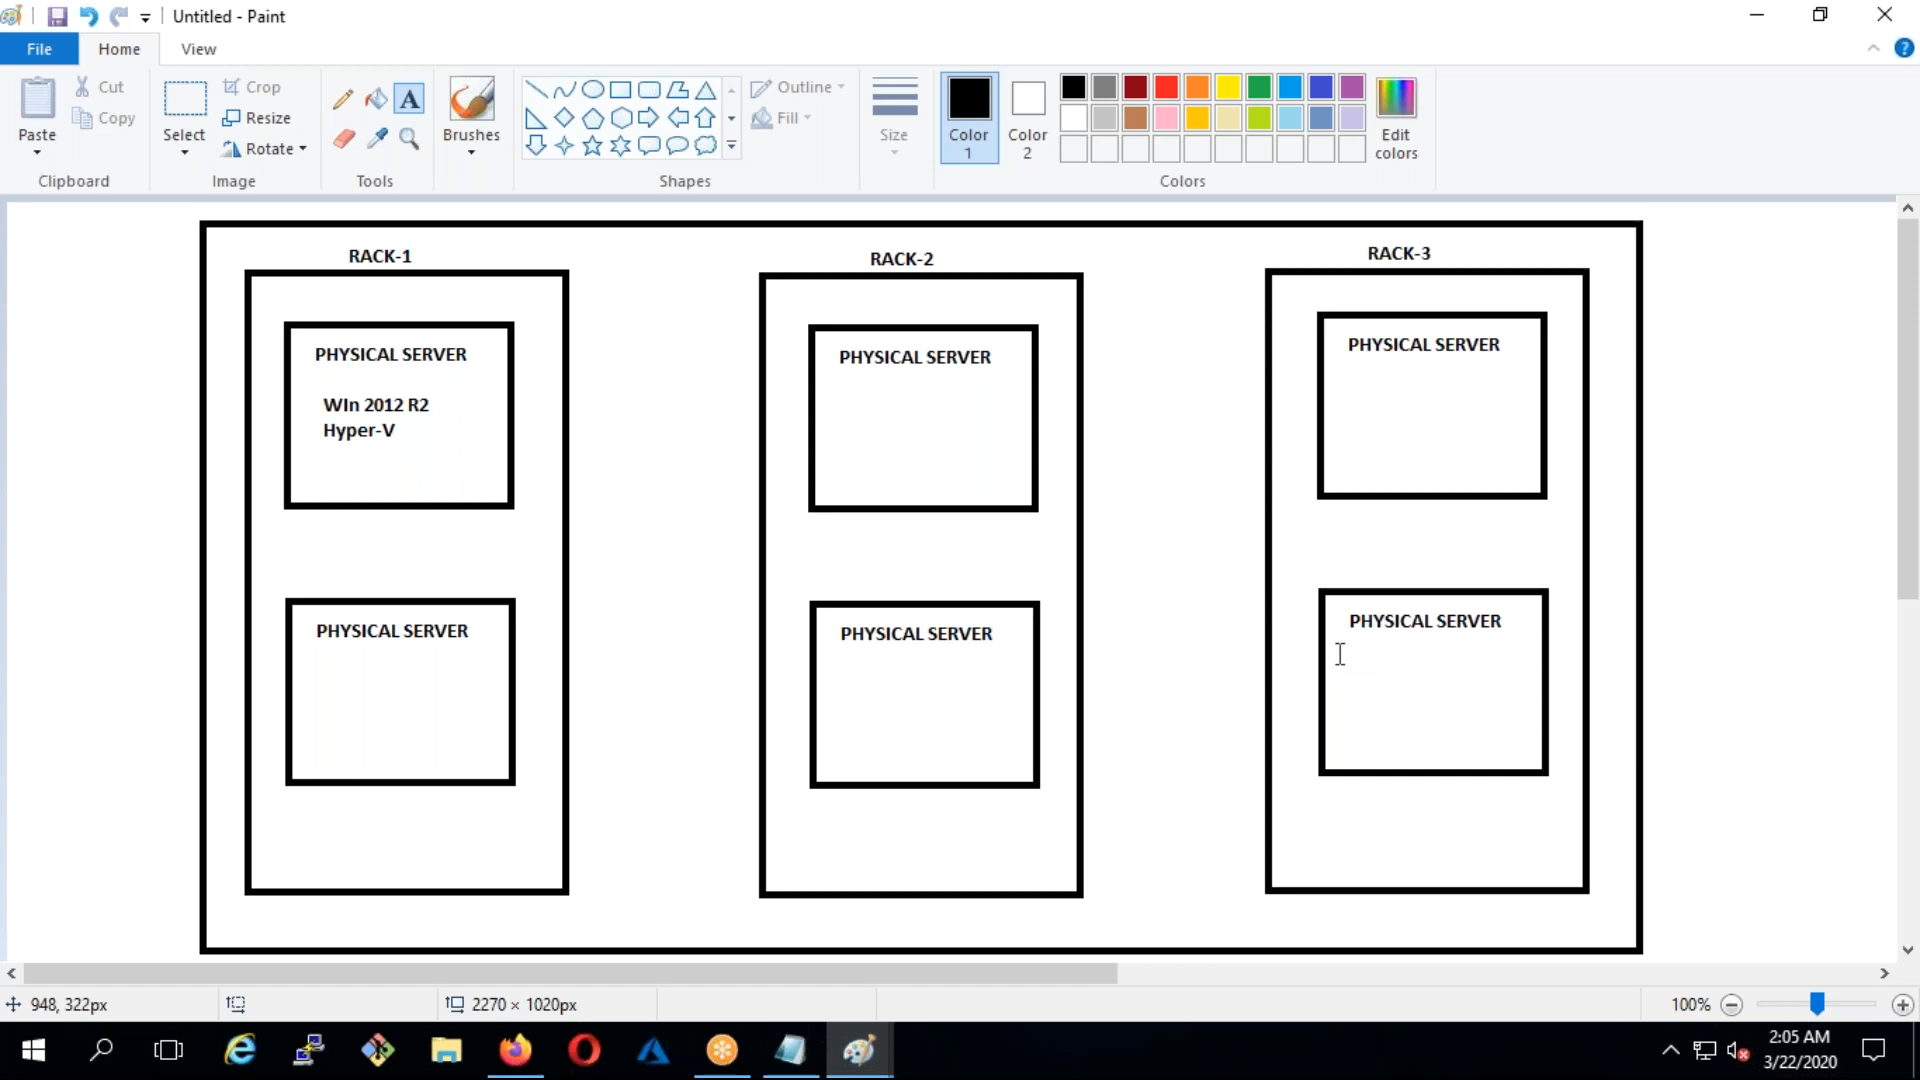 Untitled - Paint
File
Home
View
Paste
Cut
Copy
Clipboard
Select
Crop
Resize
Rotate
Image
A
Tools
Brushes
Shapes
Outline
Fill
Size
Color
1
Color
2
Edit
colors
Colors
RACK-1
PHYSICAL SERVER
WIn 2012 R2
Hyper-V
PHYSICAL SERVER
RACK-2
PHYSICAL SERVER
PHYSICAL SERVER
RACK-3
PHYSICAL SERVER
PHYSICAL SERVER
948, 322px
2270 × 1020px
100%
2:05 AM
3/22/2020